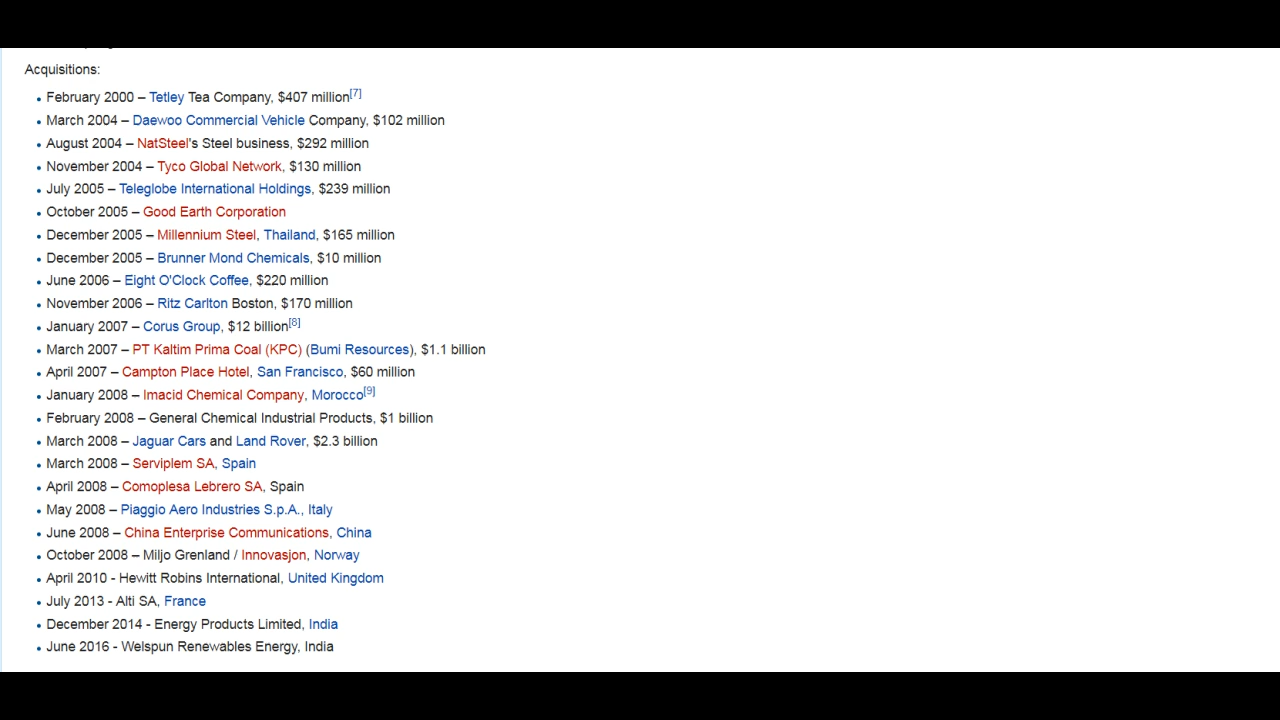 Acquisitions:
• February 2000 – Tetley Tea Company, $407 million[7]
• March 2004 – Daewoo Commercial Vehicle Company, $102 million
• August 2004 – NatSteel's Steel business, $292 million
• November 2004 – Tyco Global Network, $130 million
• July 2005 – Teleglobe International Holdings, $239 million
• October 2005 – Good Earth Corporation
• December 2005 – Millennium Steel, Thailand, $165 million
• December 2005 – Brunner Mond Chemicals, $10 million
• June 2006 – Eight O'Clock Coffee, $220 million
• November 2006 – Ritz Carlton Boston, $170 million
• January 2007 – Corus Group, $12 billion[8]
• March 2007 – PT Kaltim Prima Coal (KPC) (Bumi Resources), $1.1 billion
• April 2007 – Campton Place Hotel, San Francisco, $60 million
• January 2008 – Imacid Chemical Company, Morocco[9]
• February 2008 – General Chemical Industrial Products, $1 billion
• March 2008 – Jaguar Cars and Land Rover, $2.3 billion
• March 2008 – Serviplem SA, Spain
• April 2008 – Comoplesa Lebrero SA, Spain
• May 2008 – Piaggio Aero Industries S.p.A., Italy
• June 2008 – China Enterprise Communications, China
• October 2008 – Miljo Grenland / Innovasjon, Norway
• April 2010 - Hewitt Robins International, United Kingdom
• July 2013 - Alti SA, France
• December 2014 - Energy Products Limited, India
• June 2016 - Welspun Renewables Energy, India